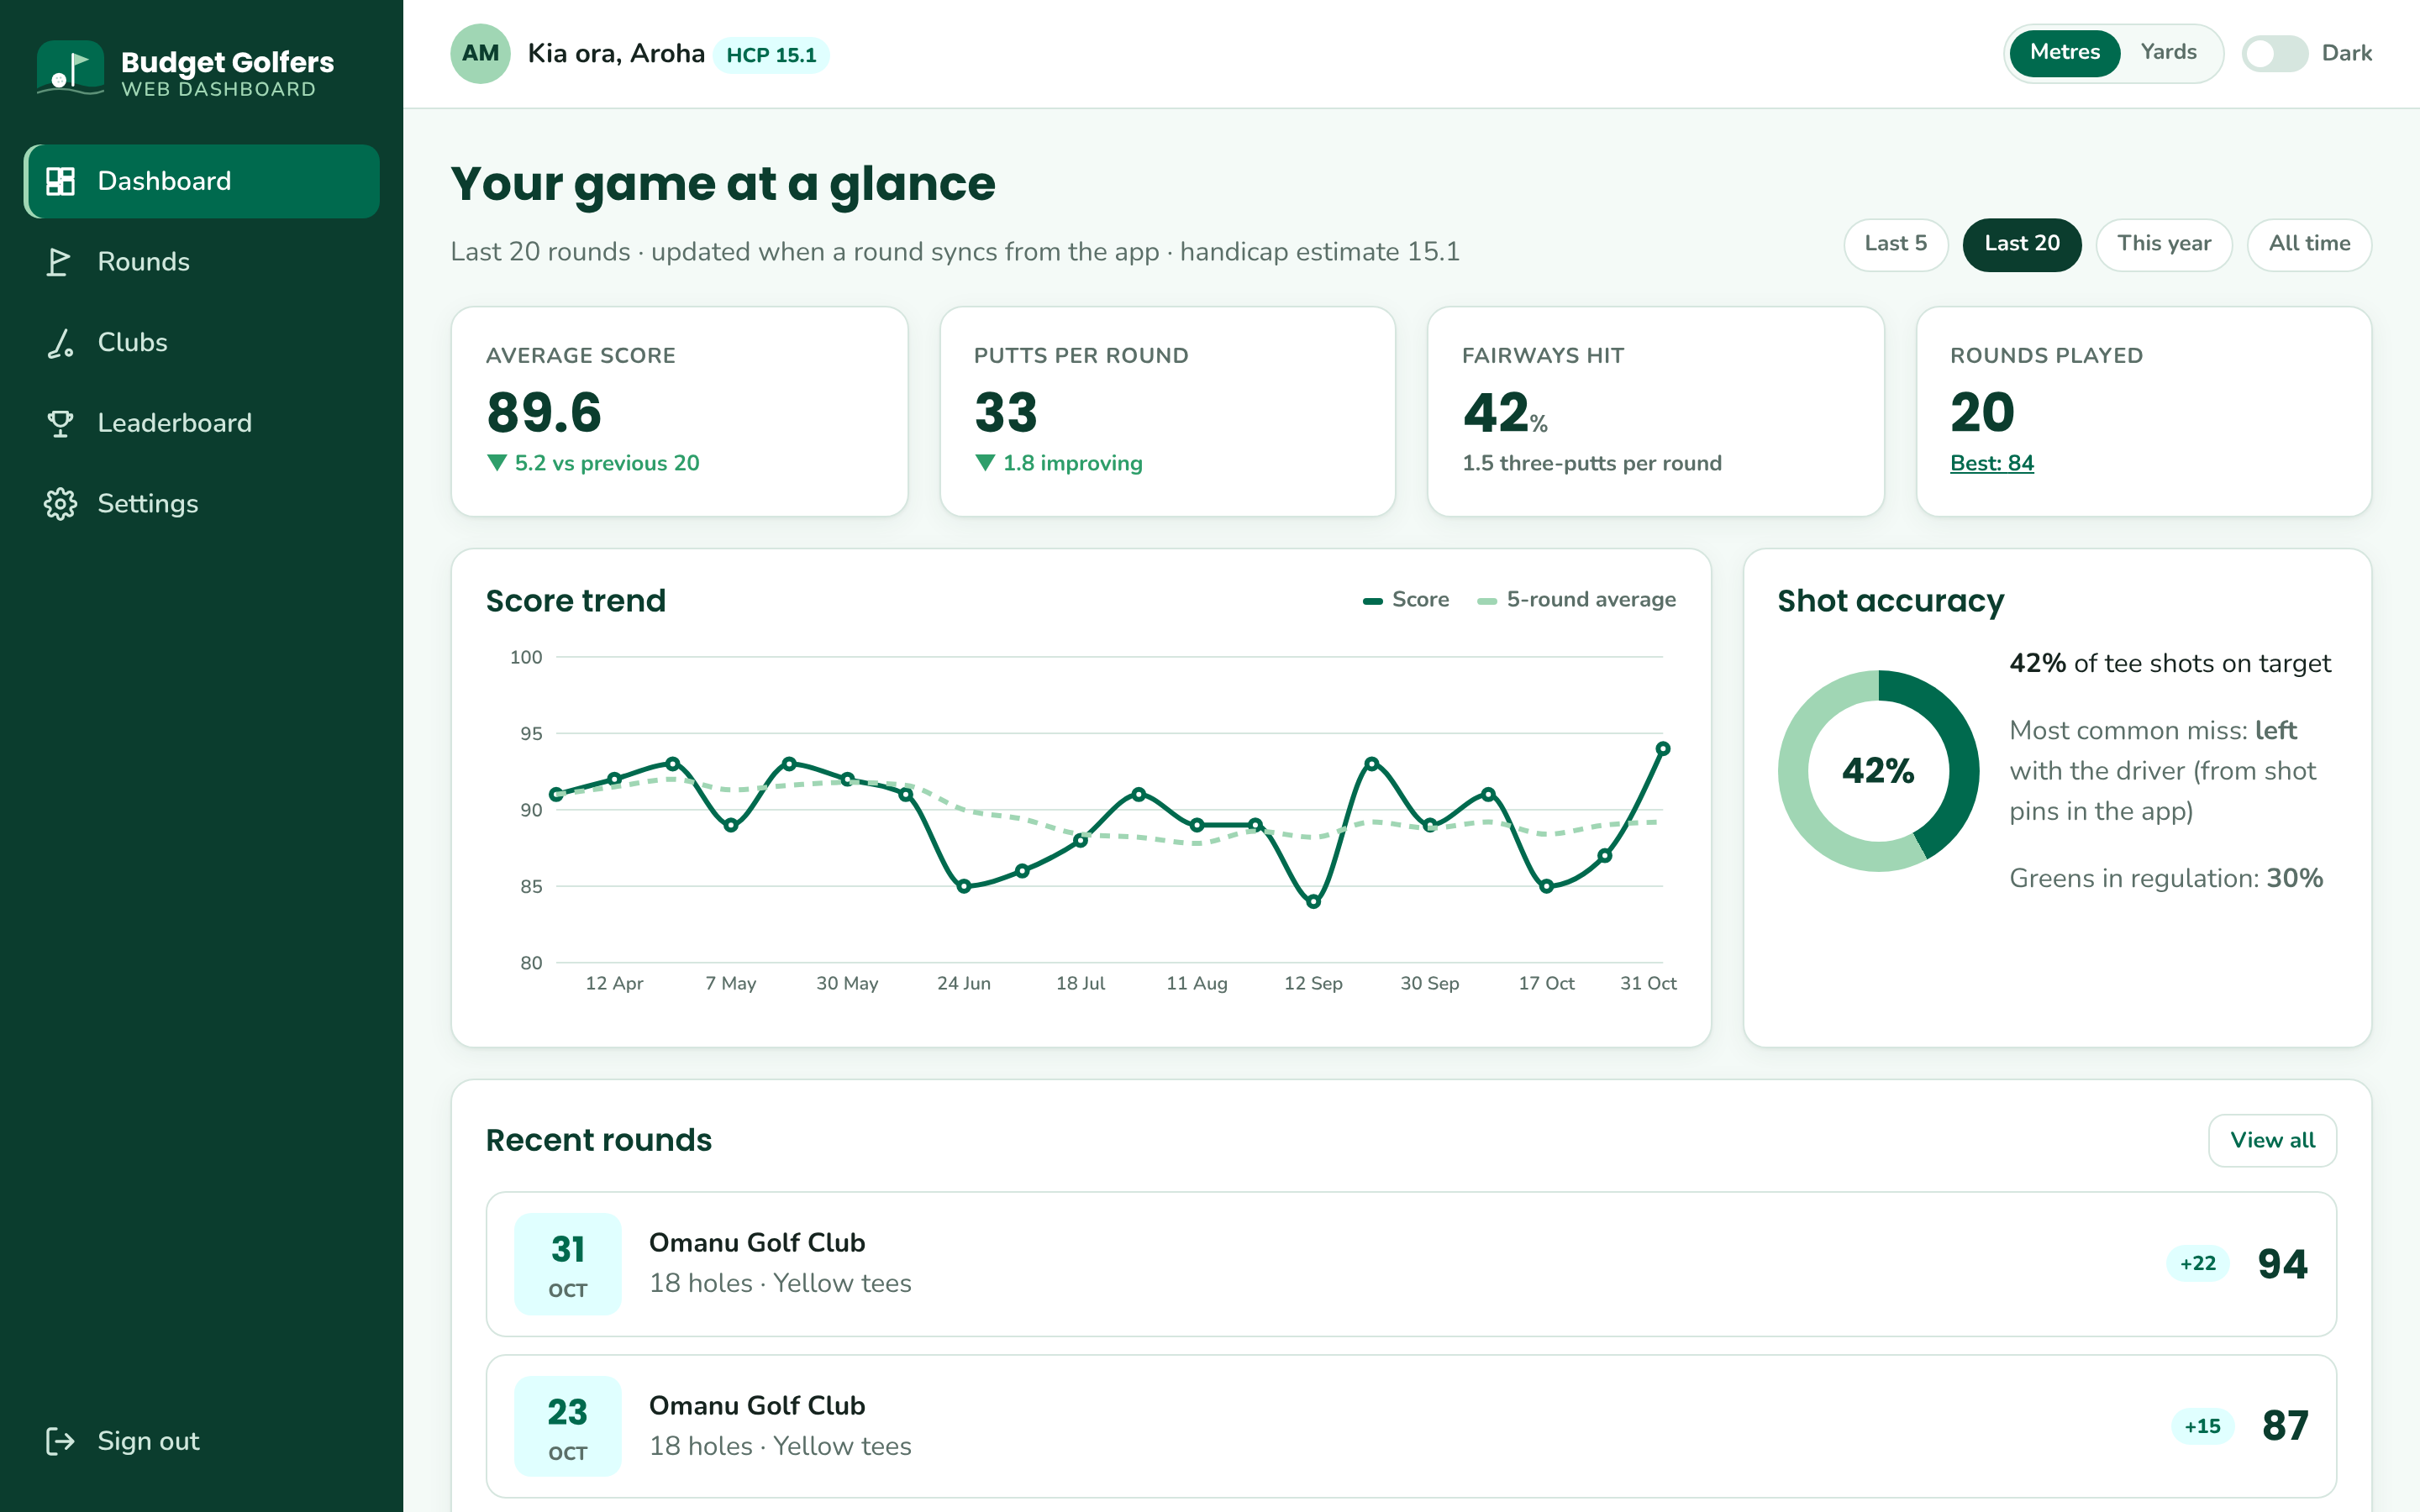 Budget Golfers
WEB DASHBOARD
Dashboard
Rounds
Clubs
Leaderboard
Settings
Sign out
AM
Kia ora, Aroha
HCP 15.1
Metres
Yards
Dark
Your game at a glance
Last 20 rounds · updated when a round syncs from the app · handicap estimate 15.1
Last 5
Last 20
This year
All time
AVERAGE SCORE
89.6
▼ 5.2 vs previous 20
PUTTS PER ROUND
33
▼ 1.8 improving
FAIRWAYS HIT
42%
1.5 three-putts per round
ROUNDS PLAYED
20
Best: 84
Score trend
Score
5-round average
100
95
90
85
80
12 Apr
7 May
30 May
24 Jun
18 Jul
11 Aug
12 Sep
30 Sep
17 Oct
31 Oct
Shot accuracy
42%
42% of tee shots on target
Most common miss: left
with the driver (from shot
pins in the app)
Greens in regulation: 30%
Recent rounds
View all
31
OCT
Omanu Golf Club
18 holes · Yellow tees
+22
94
23
OCT
Omanu Golf Club
18 holes · Yellow tees
+15
87